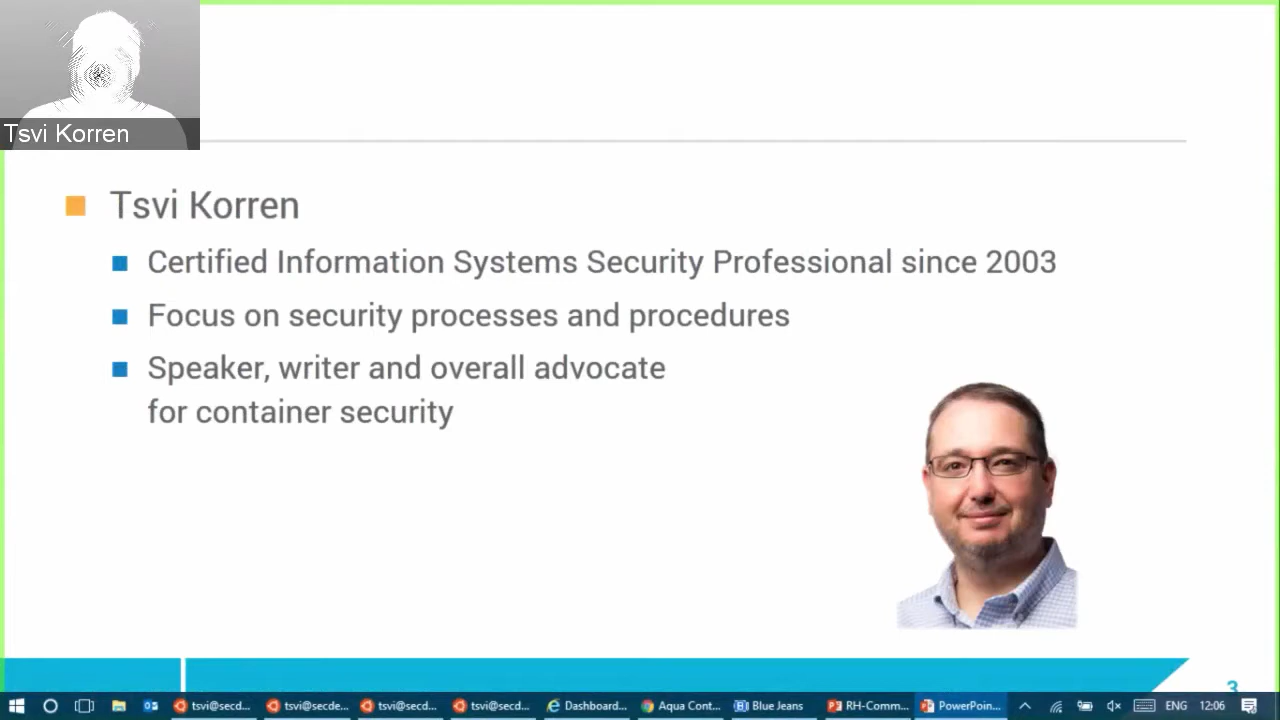 Tsvi Korren
Tsvi Korren
Certified Information Systems Security Professional since 2003
Focus on security processes and procedures
Speaker, writer and overall advocate
for container security
3
tsvi@secd...
tsvi@secde...
tsvi@secd...
tsvi@secd...
Dashboard...
Aqua Cont...
Blue Jeans
RH-Comm...
PowerPoin...
ENG
12:06